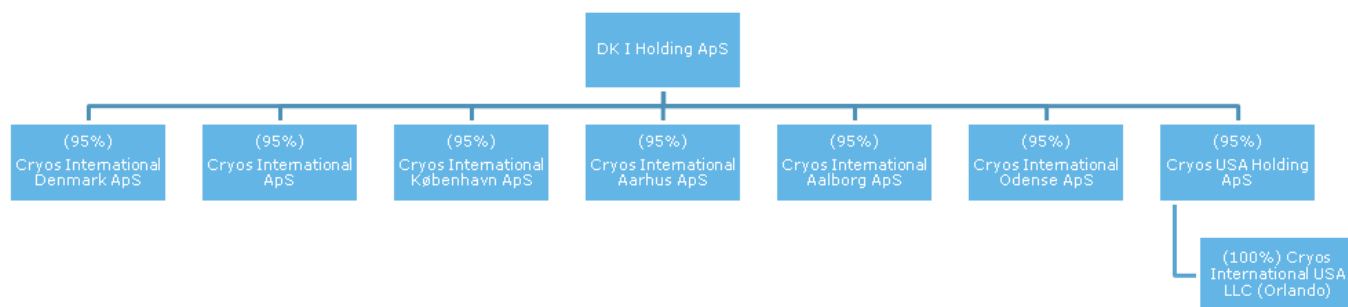 DK I Holding ApS
(95%)
Cryos International
Denmark ApS
(95%)
Cryos International
ApS
(95%)
Cryos International
København ApS
(95%)
Cryos International
Aarhus ApS
(95%)
Cryos International
Aalborg ApS
(95%)
Cryos International
Odense ApS
(95%)
Cryos USA Holding
ApS
(100%) Cryos
International USA
LLC (Orlando)